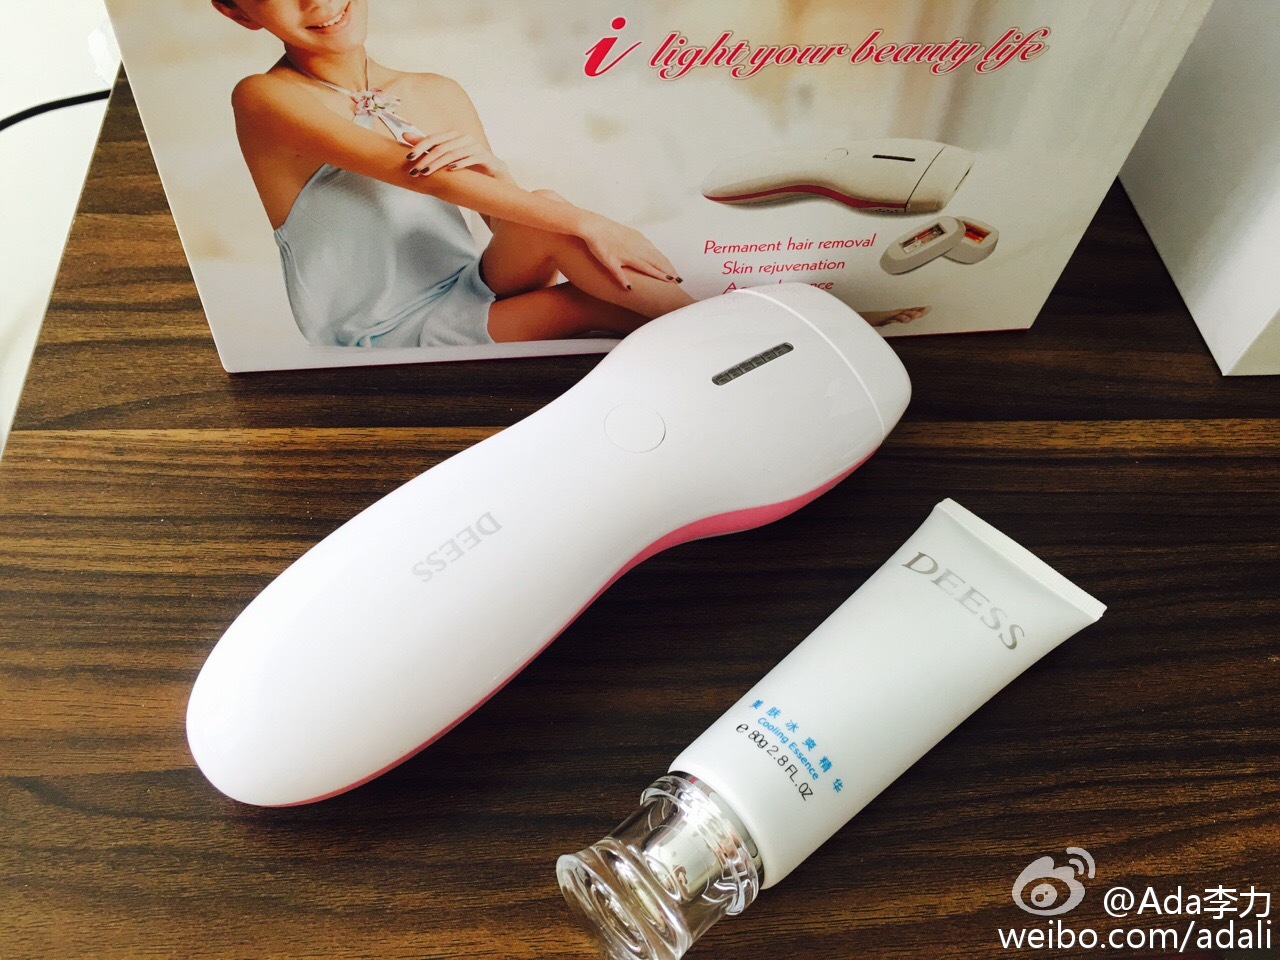 i light your beauty life
Permanent hair removal
Skin rejuvenation
DEESS
DEESS
美肤冰爽精华
Cooling Essence
e 80g 2.8 FL.OZ
@Ada李力
weibo.com/adali